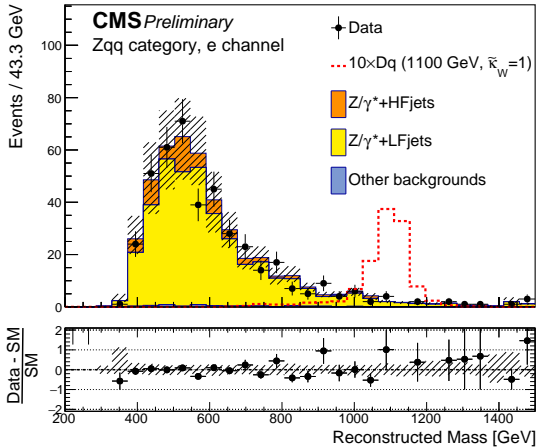 CMS Preliminary
Zqq category, e channel
Data
10×Dq (1100 GeV, κ̃_W=1)
Z/γ*+HFjets
Z/γ*+LFjets
Other backgrounds
Events / 43.3 GeV
100
80
60
40
20
0
Data - SM
SM
2
1
0
−1
−2
200 400 600 800 1000 1200 1400
Reconstructed Mass [GeV]